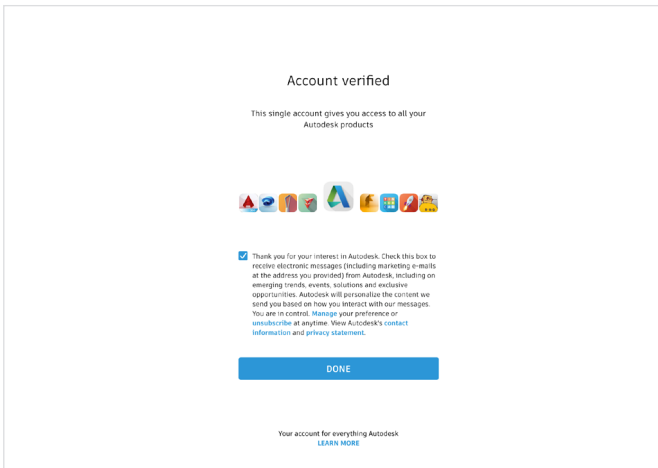 Account verified
This single account gives you access to all your
Autodesk products
Thank you for your interest in Autodesk. Check this box to
receive electronic messages (including marketing e-mails
at the address you provided) from Autodesk, including on
emerging trends, events, solutions and exclusive
opportunities. Autodesk will personalize the content we
send you based on how you interact with our messages.
You are in control. Manage your preference or
unsubscribe at anytime. View Autodesk's contact
information and privacy statement.
DONE
Your account for everything Autodesk
LEARN MORE